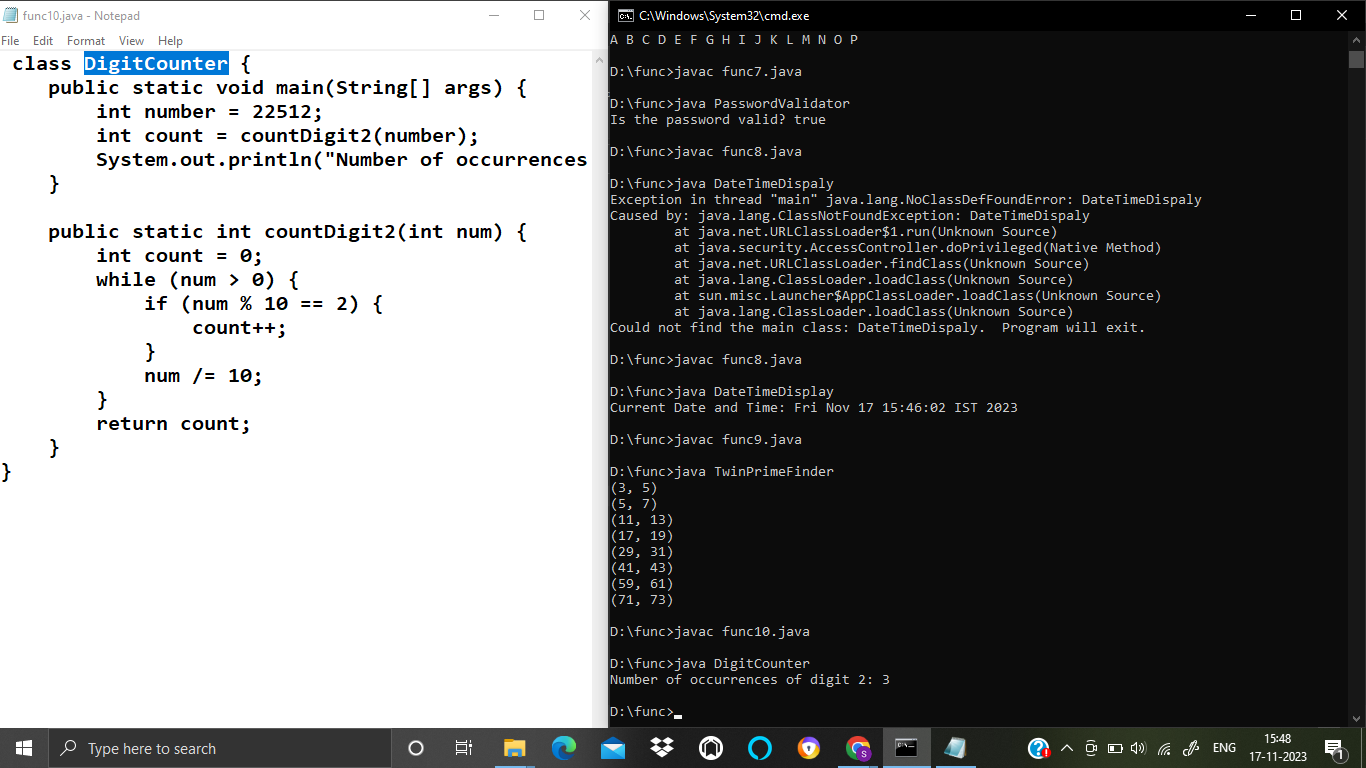 func10.java - Notepad
File Edit Format View Help
class DigitCounter {
public static void main(String[] args) {
int number = 22512;
int count = countDigit2(number);
System.out.println("Number of occurrences
}
public static int countDigit2(int num) {
int count = 0;
while (num > 0) {
if (num % 10 == 2) {
count++;
}
num /= 10;
}
return count;
}
}
C:\Windows\System32\cmd.exe
A B C D E F G H I J K L M N O P
D:\func>javac func7.java
D:\func>java PasswordValidator
Is the password valid? true
D:\func>javac func8.java
D:\func>java DateTimeDispaly
Exception in thread "main" java.lang.NoClassDefFoundError: DateTimeDispaly
Caused by: java.lang.ClassNotFoundException: DateTimeDispaly
at java.net.URLClassLoader$1.run(Unknown Source)
at java.security.AccessController.doPrivileged(Native Method)
at java.net.URLClassLoader.findClass(Unknown Source)
at java.lang.ClassLoader.loadClass(Unknown Source)
at sun.misc.Launcher$AppClassLoader.loadClass(Unknown Source)
at java.lang.ClassLoader.loadClass(Unknown Source)
Could not find the main class: DateTimeDispaly.  Program will exit.
D:\func>javac func8.java
D:\func>java DateTimeDisplay
Current Date and Time: Fri Nov 17 15:46:02 IST 2023
D:\func>javac func9.java
D:\func>java TwinPrimeFinder
(3, 5)
(5, 7)
(11, 13)
(17, 19)
(29, 31)
(41, 43)
(59, 61)
(71, 73)
D:\func>javac func10.java
D:\func>java DigitCounter
Number of occurrences of digit 2: 3
D:\func>
Type here to search
S
ENG
15:48
17-11-2023
1